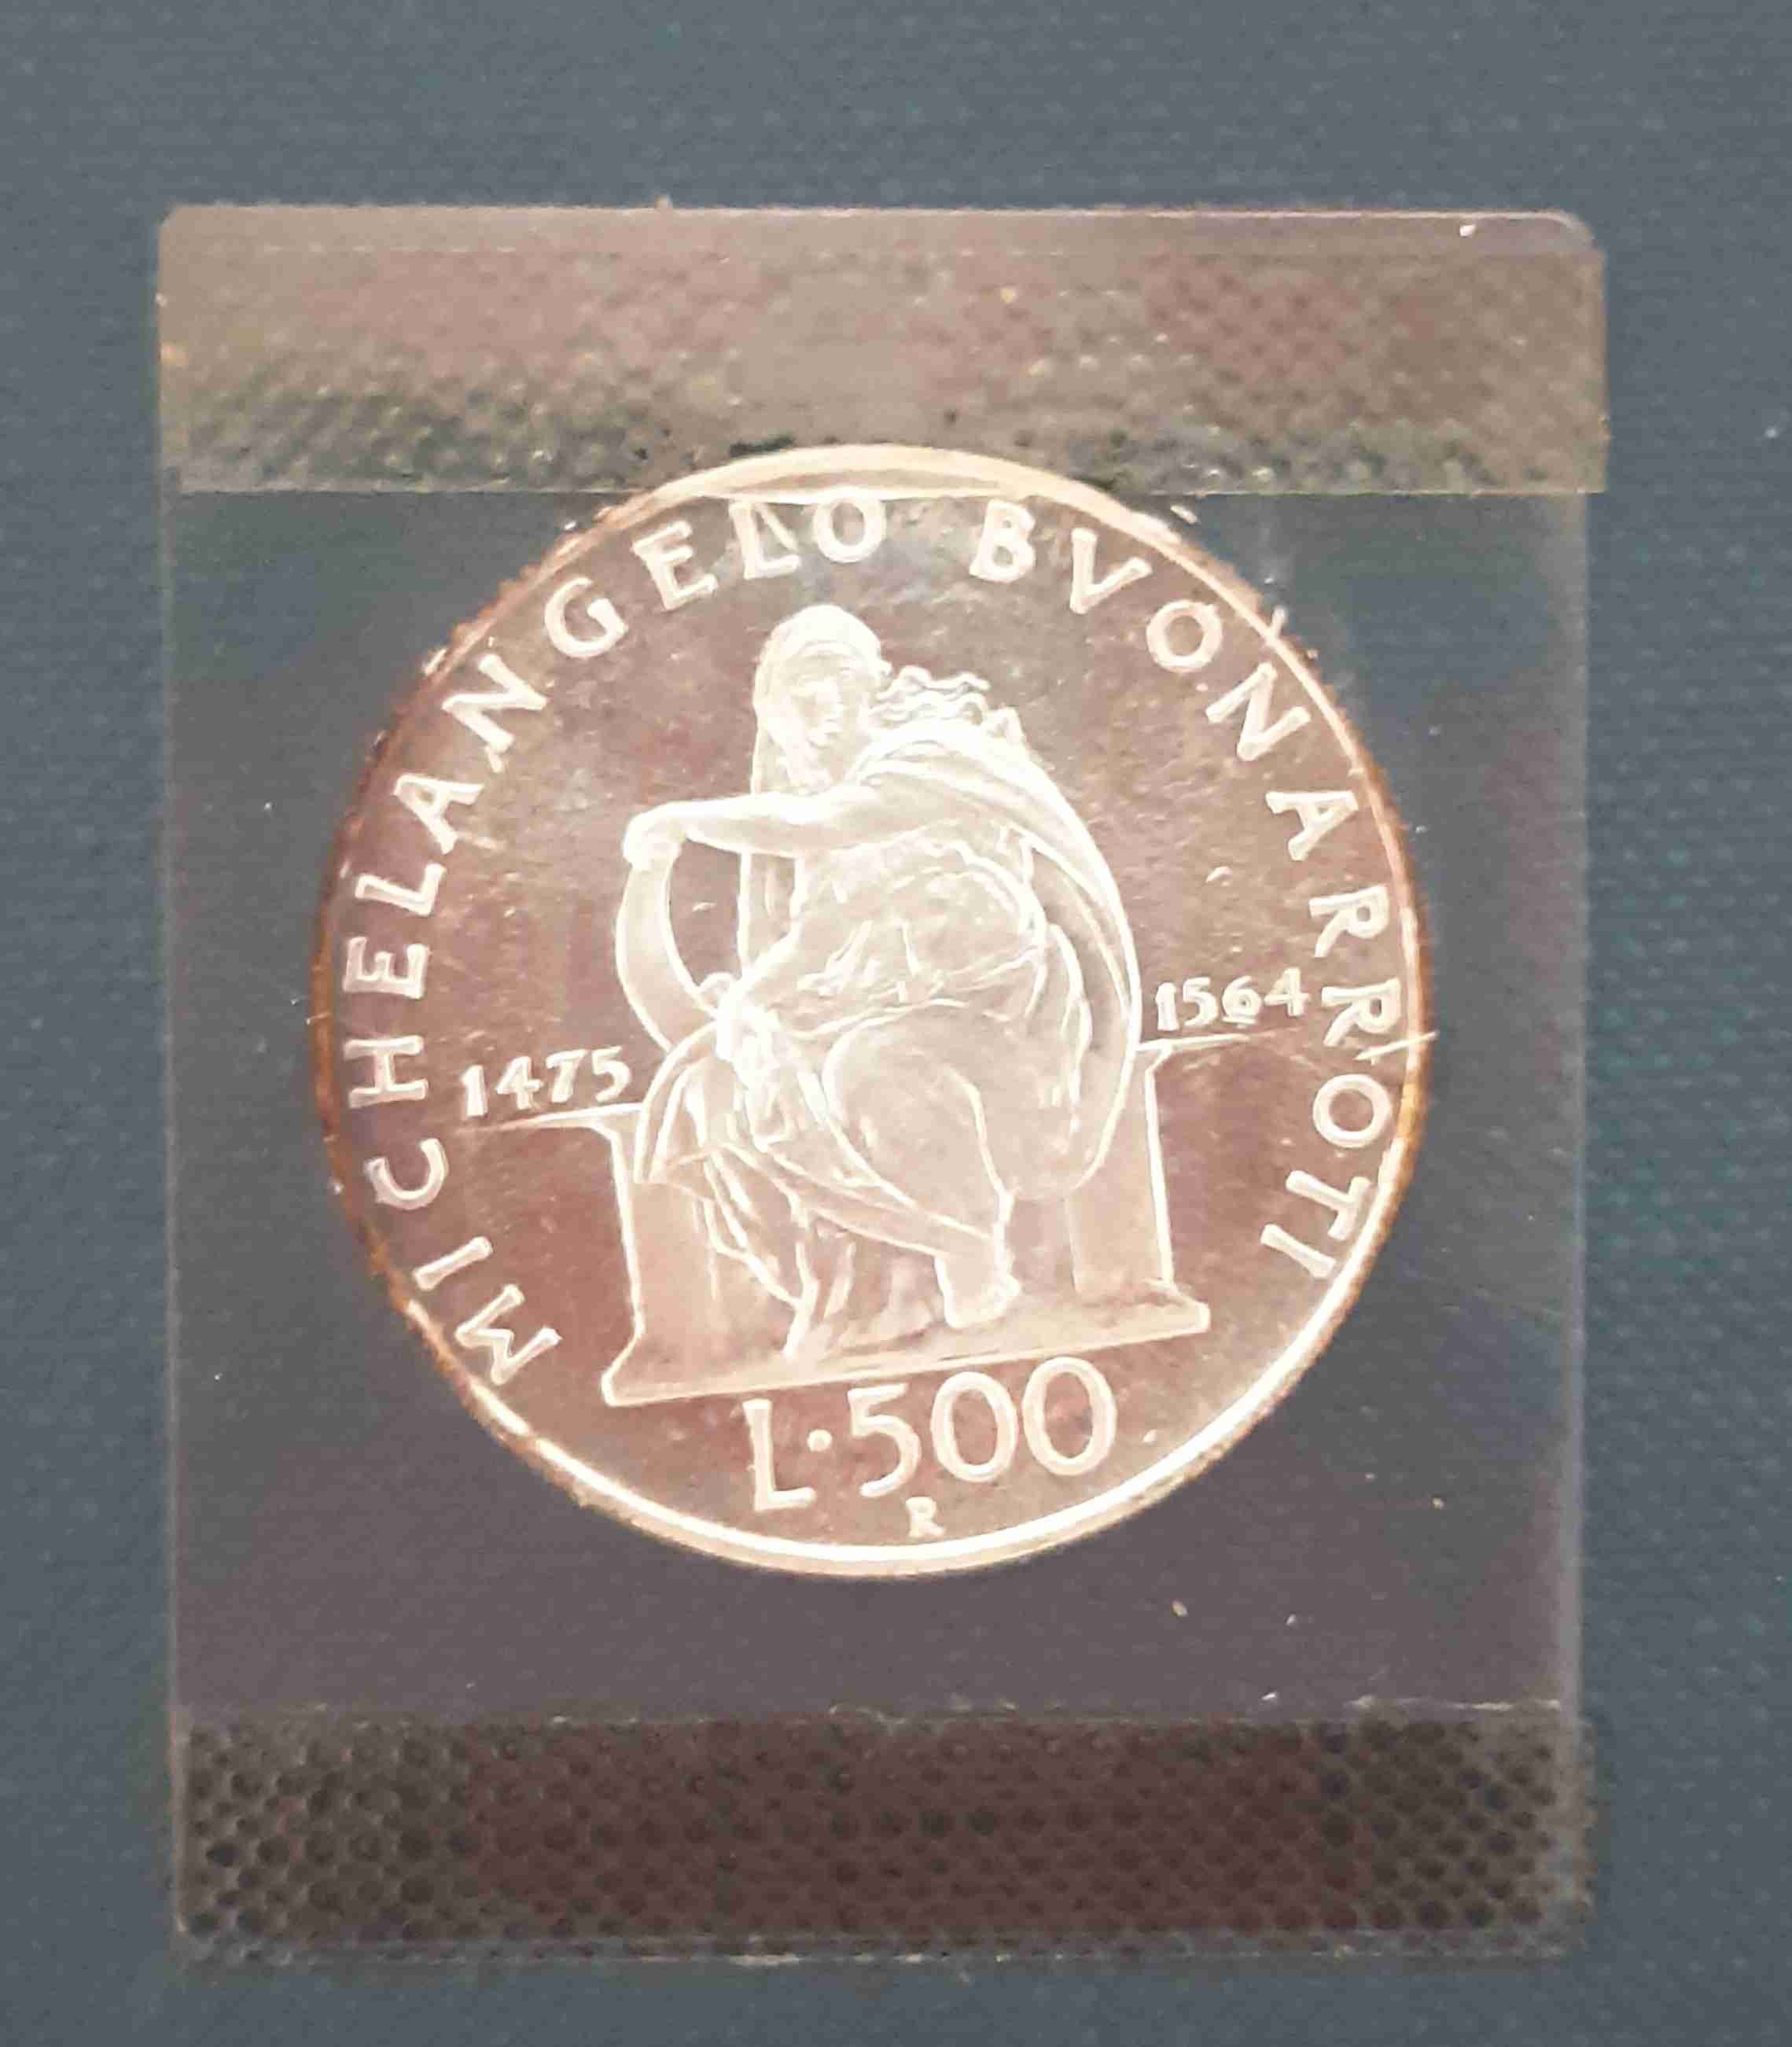 MICHELANGELO BVONARROTI
1475
1564
L·500
R